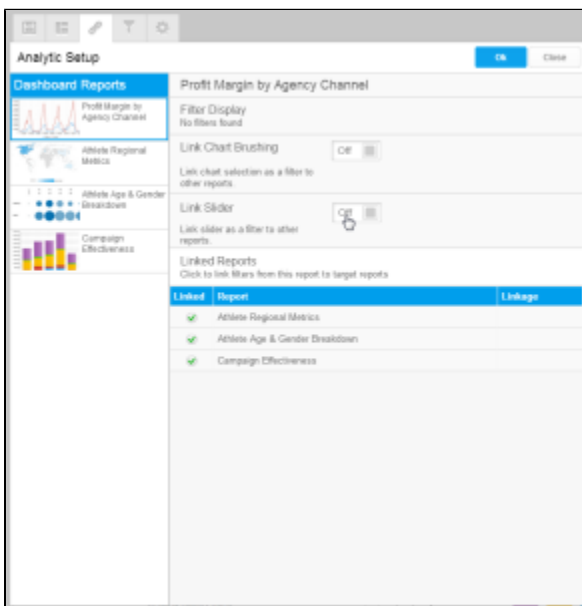 Analytic Setup
Ok
Close
Dashboard Reports
Profit Margin by
Agency Channel
Athlete Regional
Metrics
Athlete Age & Gender
Breakdown
Campaign
Effectiveness
Profit Margin by Agency Channel
Filter Display
No filters found
Link Chart Brushing
Off
Link chart selection as a filter to
other reports.
Link Slider
Off
Link slider as a filter to other
reports.
Linked Reports
Click to link filters from this report to target reports
Linked Report Linkage
Athlete Regional Metrics
Athlete Age & Gender Breakdown
Campaign Effectiveness